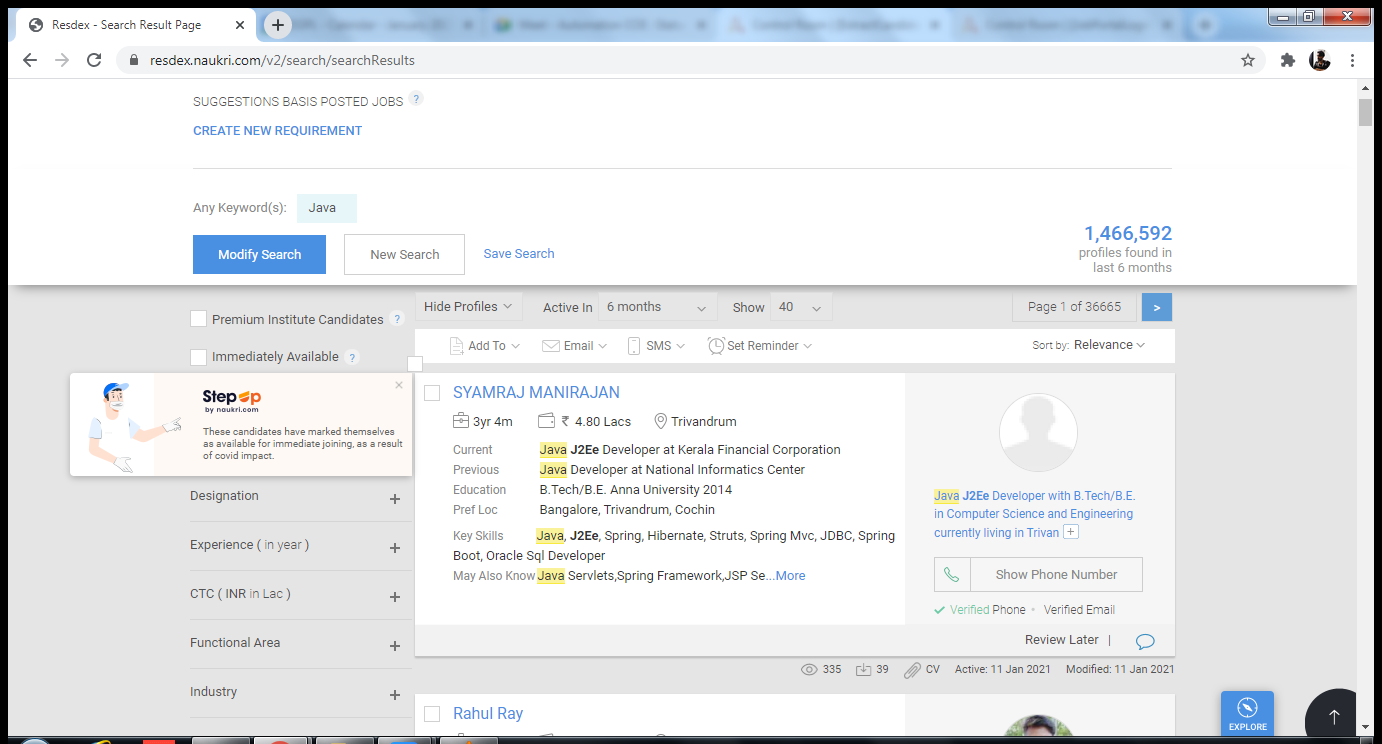 Resdex - Search Result Page
resdex.naukri.com/v2/search/searchResults
SUGGESTIONS BASIS POSTED JOBS ?
CREATE NEW REQUIREMENT
Any Keyword(s): Java
Modify Search New Search Save Search
1,466,592
profiles found in
last 6 months
Premium Institute Candidates ?
Immediately Available ?
Step Up
by naukri.com
These candidates have marked themselves
as available for immediate joining, as a result
of covid impact.
Designation +
Experience ( in year ) +
CTC ( INR in Lac ) +
Functional Area +
Industry +
Hide Profiles Active In 6 months Show 40 Page 1 of 36665 >
Add To Email SMS Set Reminder Sort by: Relevance
SYAMRAJ MANIRAJAN
3yr 4m ₹ 4.80 Lacs Trivandrum
Current Java J2Ee Developer at Kerala Financial Corporation
Previous Java Developer at National Informatics Center
Education B.Tech/B.E. Anna University 2014
Pref Loc Bangalore, Trivandrum, Cochin
Key Skills Java, J2Ee, Spring, Hibernate, Struts, Spring Mvc, JDBC, Spring
Boot, Oracle Sql Developer
May Also Know Java Servlets,Spring Framework,JSP Se...More
Java J2Ee Developer with B.Tech/B.E.
in Computer Science and Engineering
currently living in Trivan +
Show Phone Number
Verified Phone • Verified Email
Review Later |
335 39 CV Active: 11 Jan 2021 Modified: 11 Jan 2021
Rahul Ray
EXPLORE